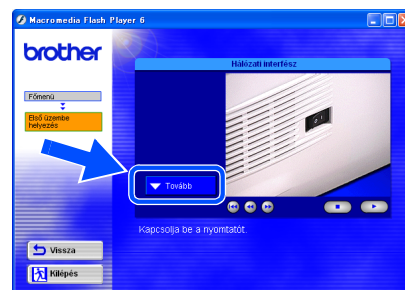 Macromedia Flash Player 6
brother
Hálózati interfész
Főmenü
Első üzembe
helyezés
Tovább
Kapcsolja be a nyomtatót.
Vissza
Kilépés